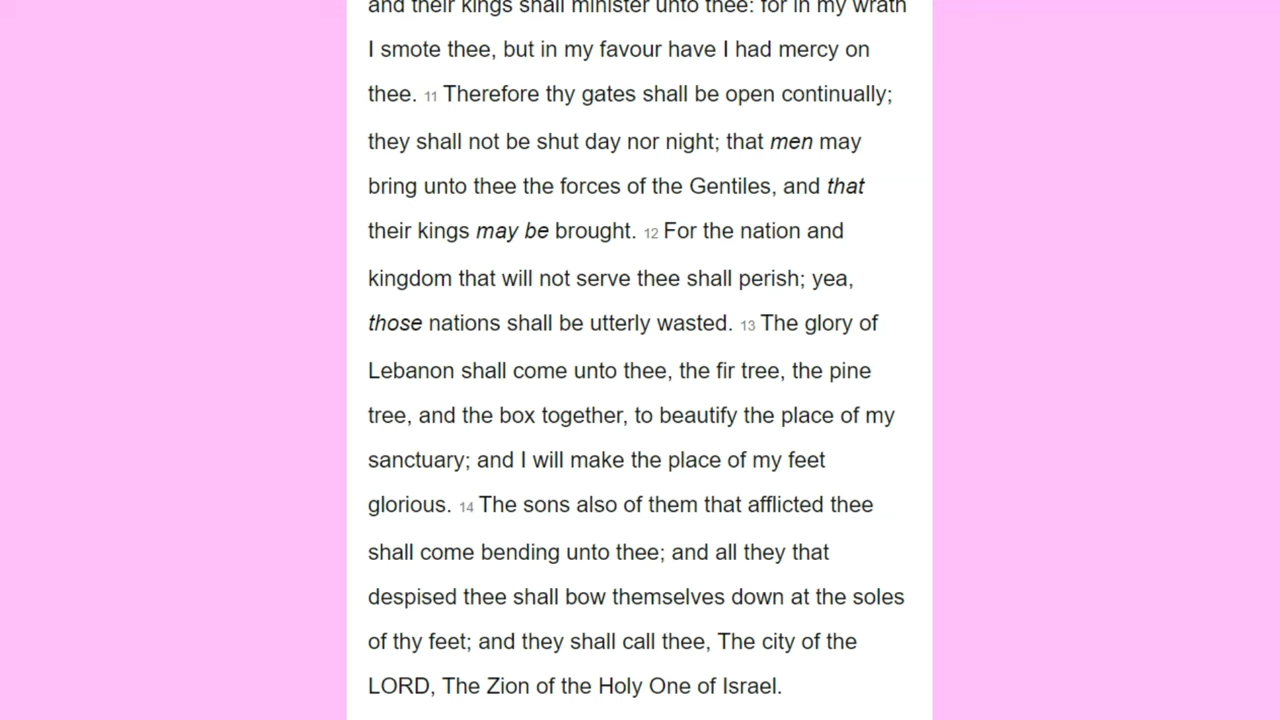 and their kings shall minister unto thee: for in my wrath
I smote thee, but in my favour have I had mercy on
thee. 11 Therefore thy gates shall be open continually;
they shall not be shut day nor night; that men may
bring unto thee the forces of the Gentiles, and that
their kings may be brought. 12 For the nation and
kingdom that will not serve thee shall perish; yea,
those nations shall be utterly wasted. 13 The glory of
Lebanon shall come unto thee, the fir tree, the pine
tree, and the box together, to beautify the place of my
sanctuary; and I will make the place of my feet
glorious. 14 The sons also of them that afflicted thee
shall come bending unto thee; and all they that
despised thee shall bow themselves down at the soles
of thy feet; and they shall call thee, The city of the
LORD, The Zion of the Holy One of Israel.